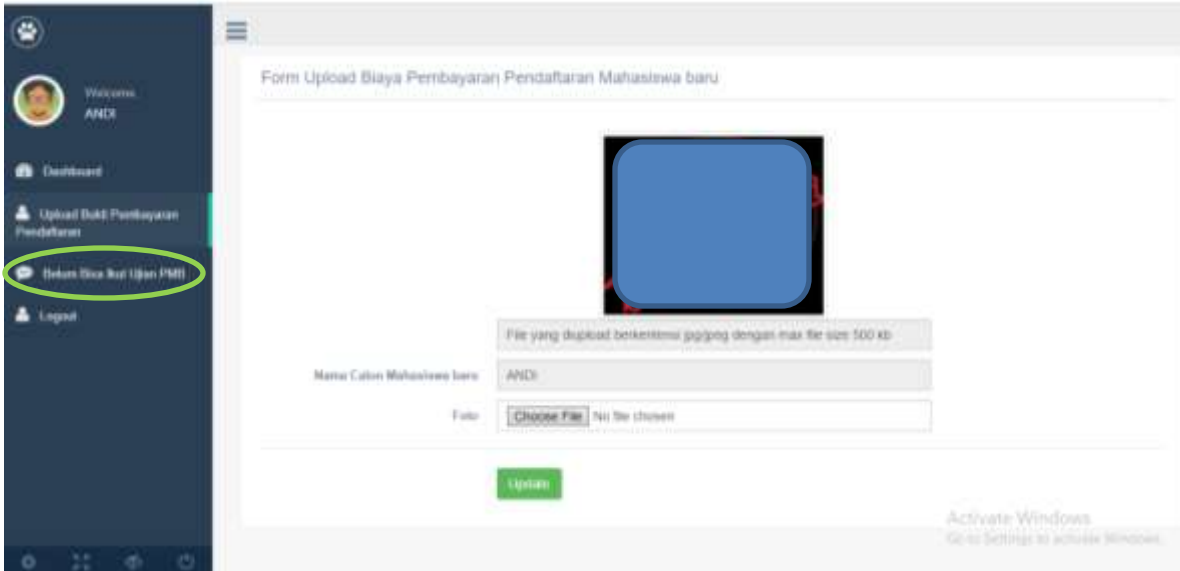 Welcome,
ANDI
Dashboard
Upload Bukti Pembayaran
Pendaftaran
Belum Bisa Ikut Ujian PMB
Logout
Form Upload Biaya Pembayaran Pendaftaran Mahasiswa baru
File yang diupload berkentensi jpg/png dengan max file size 500 kb
Nama Calon Mahasiswa baru
ANDI
Foto
Choose File No file chosen
Update
Activate Windows
Go to Settings to activate Windows.